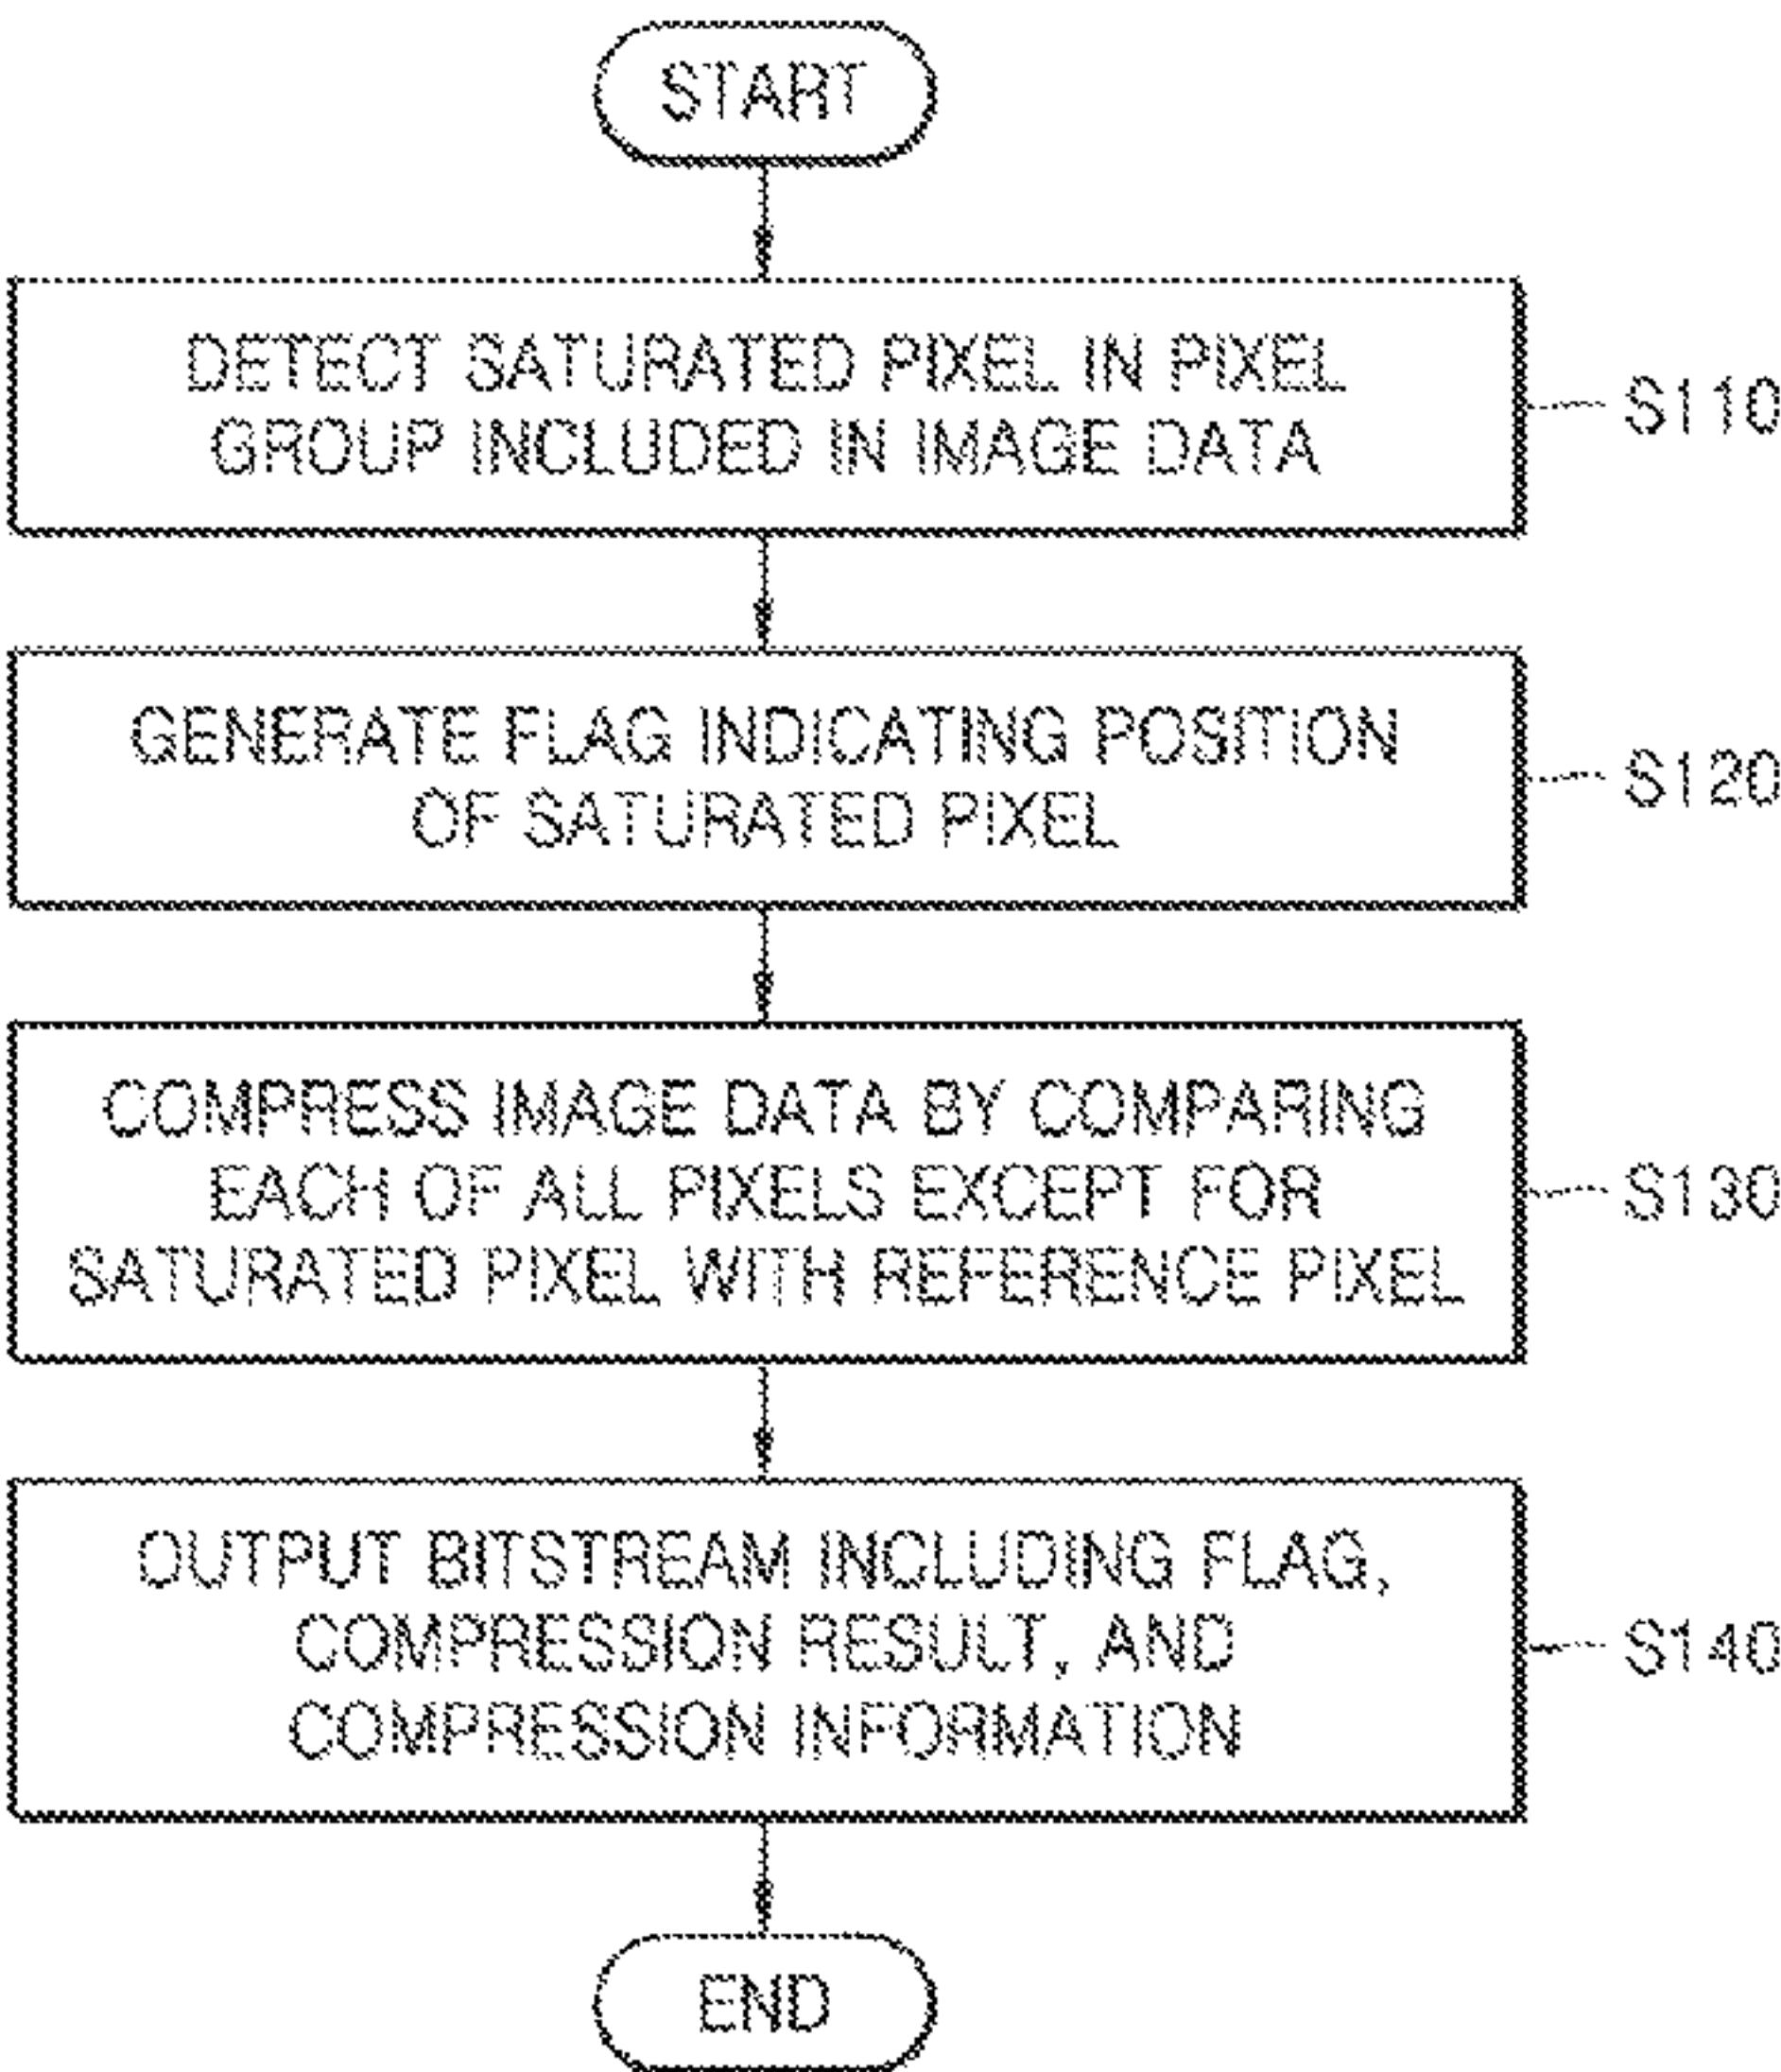 START
DETECT SATURATED PIXEL IN PIXEL
GROUP INCLUDED IN IMAGE DATA
S110
GENERATE FLAG INDICATING POSITION
OF SATURATED PIXEL
S120
COMPRESS IMAGE DATA BY COMPARING
EACH OF ALL PIXELS EXCEPT FOR
SATURATED PIXEL WITH REFERENCE PIXEL
S130
OUTPUT BITSTREAM INCLUDING FLAG,
COMPRESSION RESULT, AND
COMPRESSION INFORMATION
S140
END